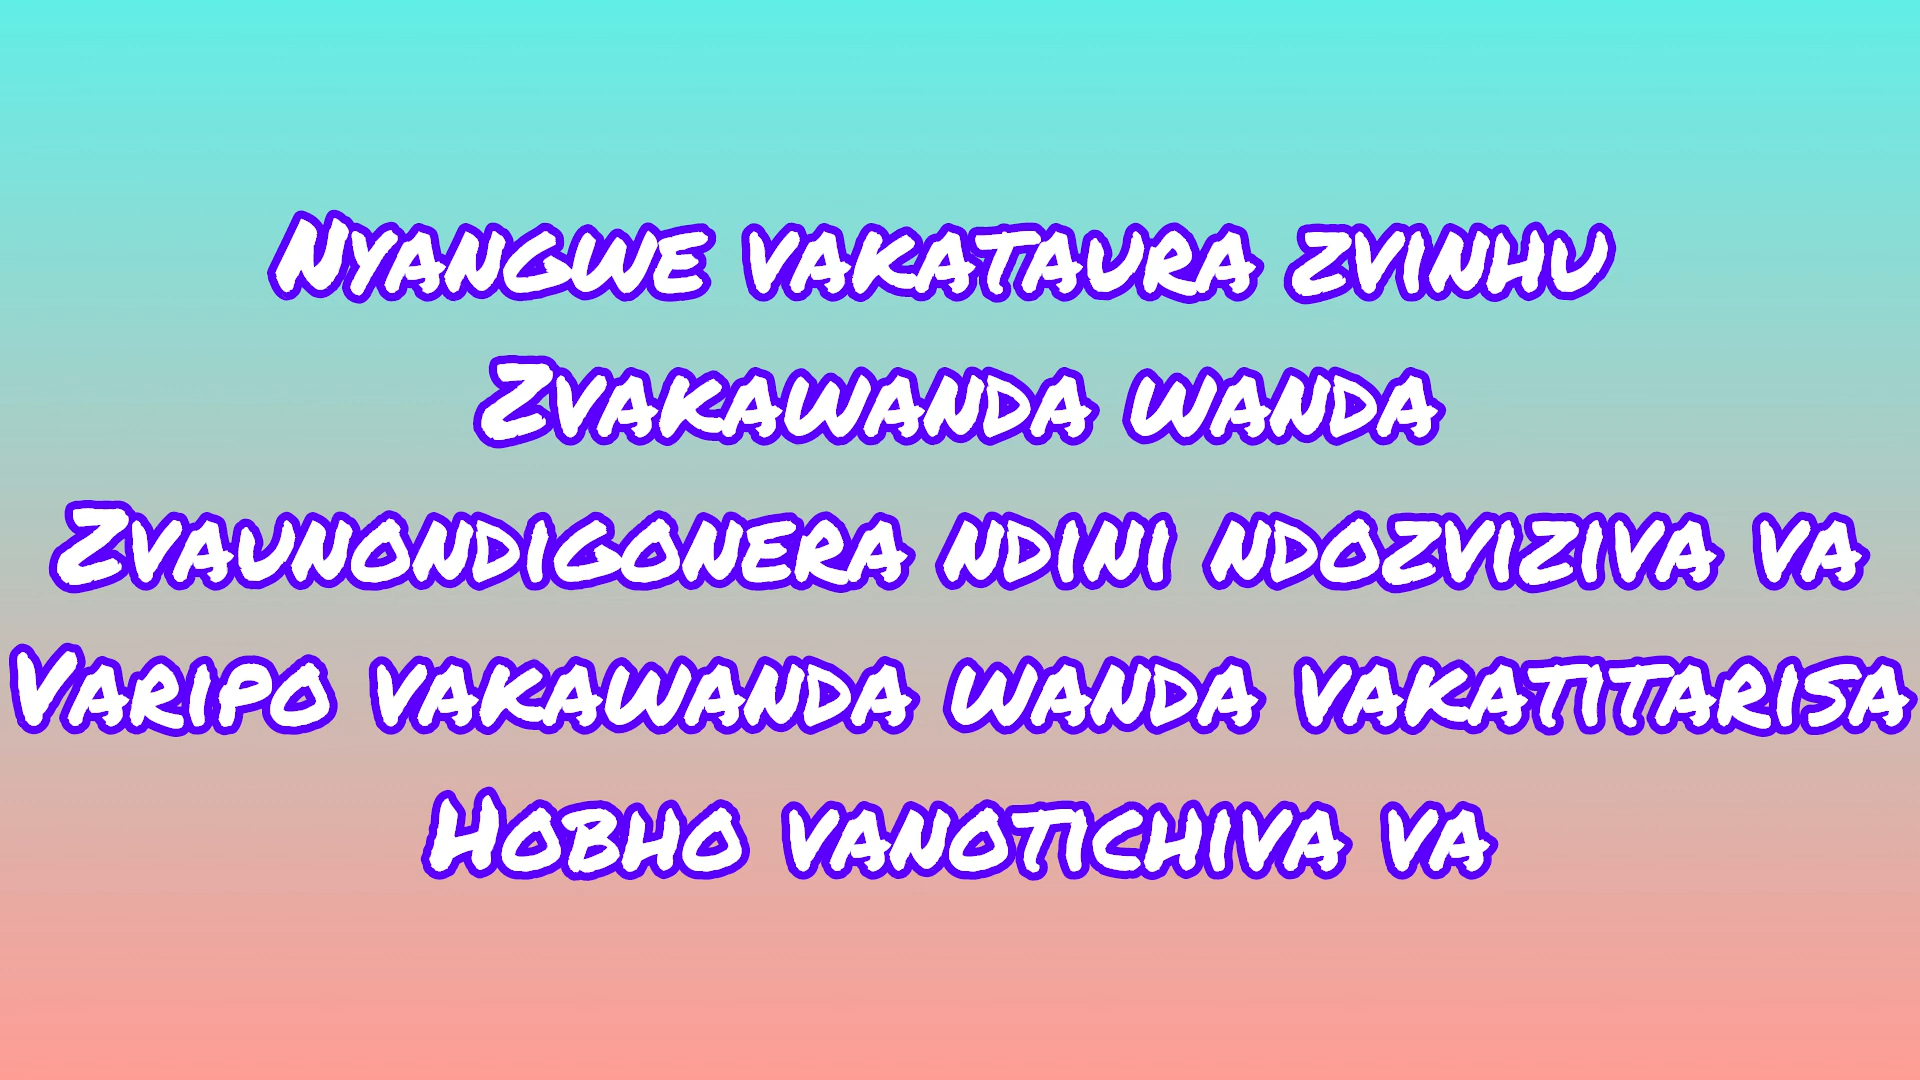 Nyangwe vakataura zvinhu
Zvakawanda wanda
Zvaunondigonera ndini ndozviziva va
Varipo vakawanda wanda vakatitarisa
Hobho vanotichiva va